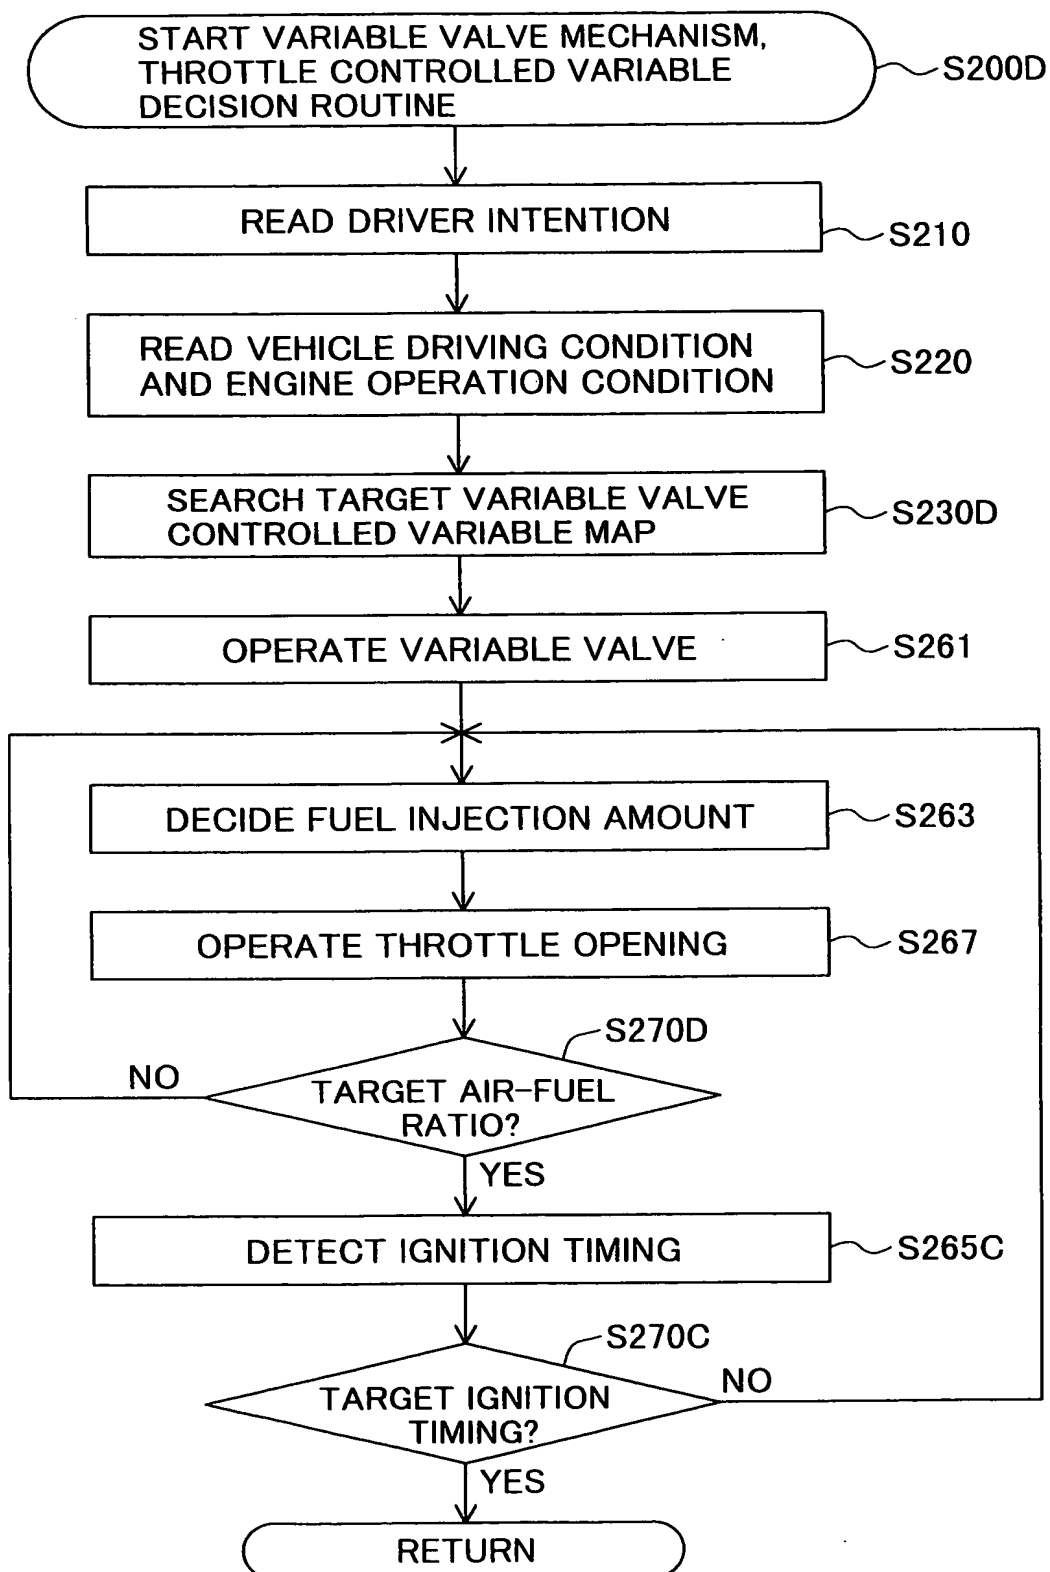 START VARIABLE VALVE MECHANISM,
THROTTLE CONTROLLED VARIABLE
DECISION ROUTINE
S200D
READ DRIVER INTENTION
S210
READ VEHICLE DRIVING CONDITION
AND ENGINE OPERATION CONDITION
S220
SEARCH TARGET VARIABLE VALVE
CONTROLLED VARIABLE MAP
S230D
OPERATE VARIABLE VALVE
S261
DECIDE FUEL INJECTION AMOUNT
S263
OPERATE THROTTLE OPENING
S267
S270D
NO
TARGET AIR-FUEL
RATIO?
YES
DETECT IGNITION TIMING
S265C
S270C
NO
TARGET IGNITION
TIMING?
YES
RETURN